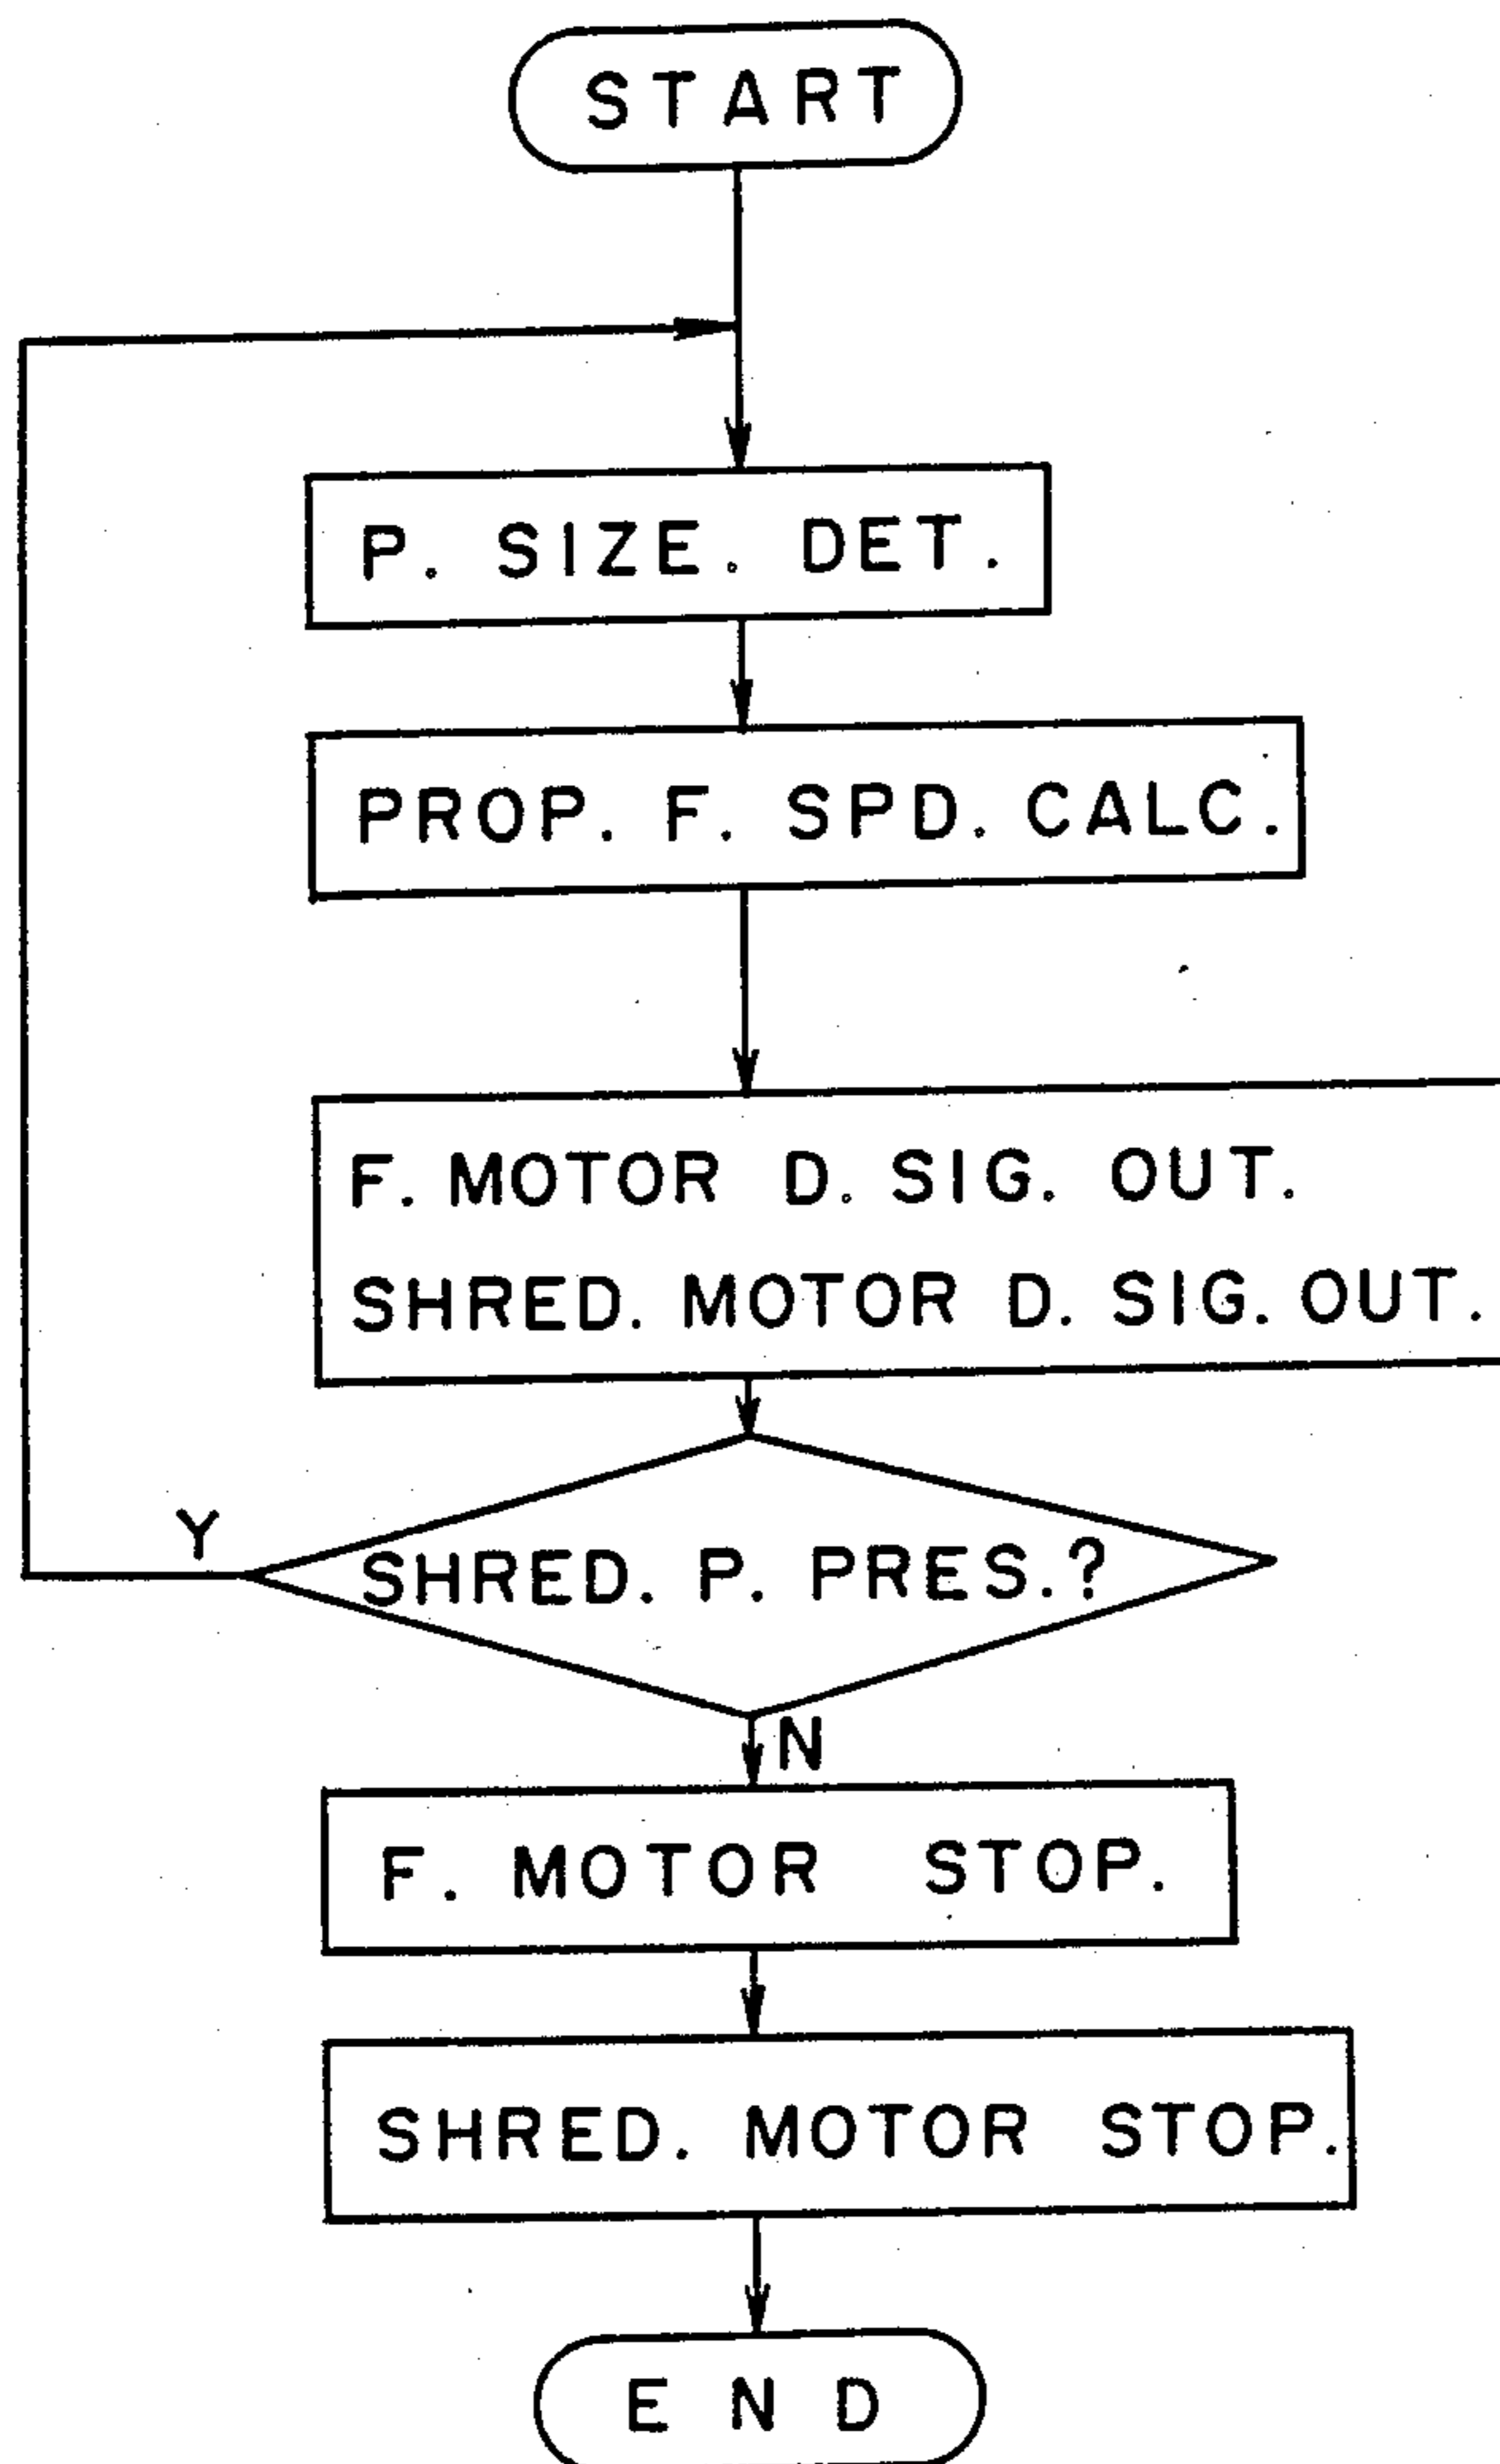 START
P. SIZE. DET.
PROP. F. SPD. CALC.
F. MOTOR D. SIG. OUT.
SHRED. MOTOR D. SIG. OUT.
Y
SHRED. P. PRES.?
N
F. MOTOR STOP.
SHRED. MOTOR STOP.
END